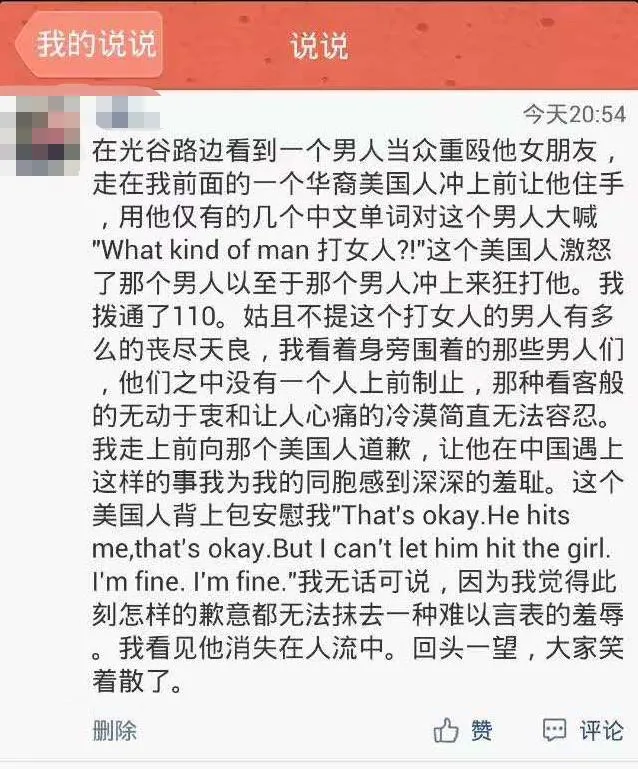 我的说说
说说
今天20:54
在光谷路边看到一个男人当众重殴他女朋友，
走在我前面的一个华裔美国人冲上前让他住手
，用他仅有的几个中文单词对这个男人大喊
"What kind of man 打女人?!"这个美国人激怒
了那个男人以至于那个男人冲上来狂打他。我
拨通了110。姑且不提这个打女人的男人有多
么的丧尽天良，我看着身旁围着的那些男人们
，他们之中没有一个人上前制止，那种看客般
的无动于衷和让人心痛的冷漠简直无法容忍。
我走上前向那个美国人道歉，让他在中国遇上
这样的事我为我的同胞感到深深的羞耻。这个
美国人背上包安慰我"That's okay.He hits
me,that's okay.But I can't let him hit the girl.
I'm fine. I'm fine."我无话可说，因为我觉得此
刻怎样的歉意都无法抹去一种难以言表的羞辱
。我看见他消失在人流中。回头一望，大家笑
着散了。
删除
赞
评论